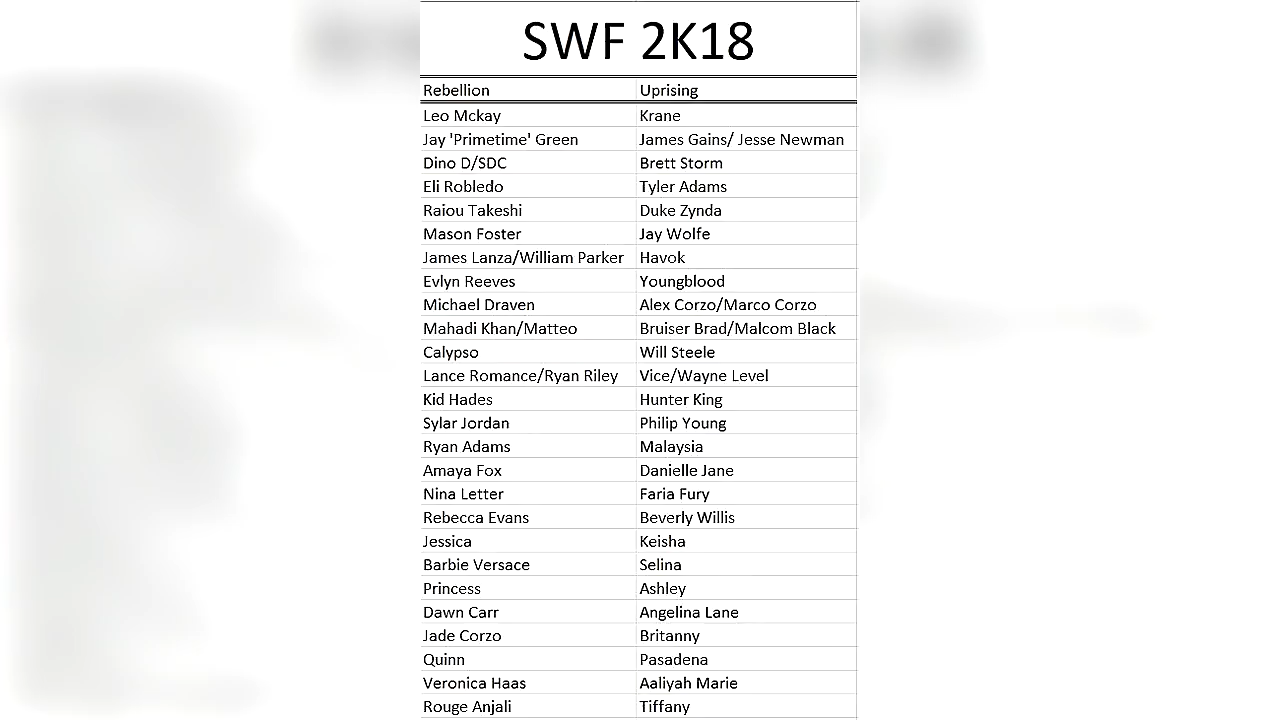 SWF 2K18
Rebellion Uprising
Leo Mckay Krane
Jay 'Primetime' Green James Gains/ Jesse Newman
Dino D/SDC Brett Storm
Eli Robledo Tyler Adams
Raiou Takeshi Duke Zynda
Mason Foster Jay Wolfe
James Lanza/William Parker Havok
Evlyn Reeves Youngblood
Michael Draven Alex Corzo/Marco Corzo
Mahadi Khan/Matteo Bruiser Brad/Malcom Black
Calypso Will Steele
Lance Romance/Ryan Riley Vice/Wayne Level
Kid Hades Hunter King
Sylar Jordan Philip Young
Ryan Adams Malaysia
Amaya Fox Danielle Jane
Nina Letter Faria Fury
Rebecca Evans Beverly Willis
Jessica Keisha
Barbie Versace Selina
Princess Ashley
Dawn Carr Angelina Lane
Jade Corzo Britanny
Quinn Pasadena
Veronica Haas Aaliyah Marie
Rouge Anjali Tiffany